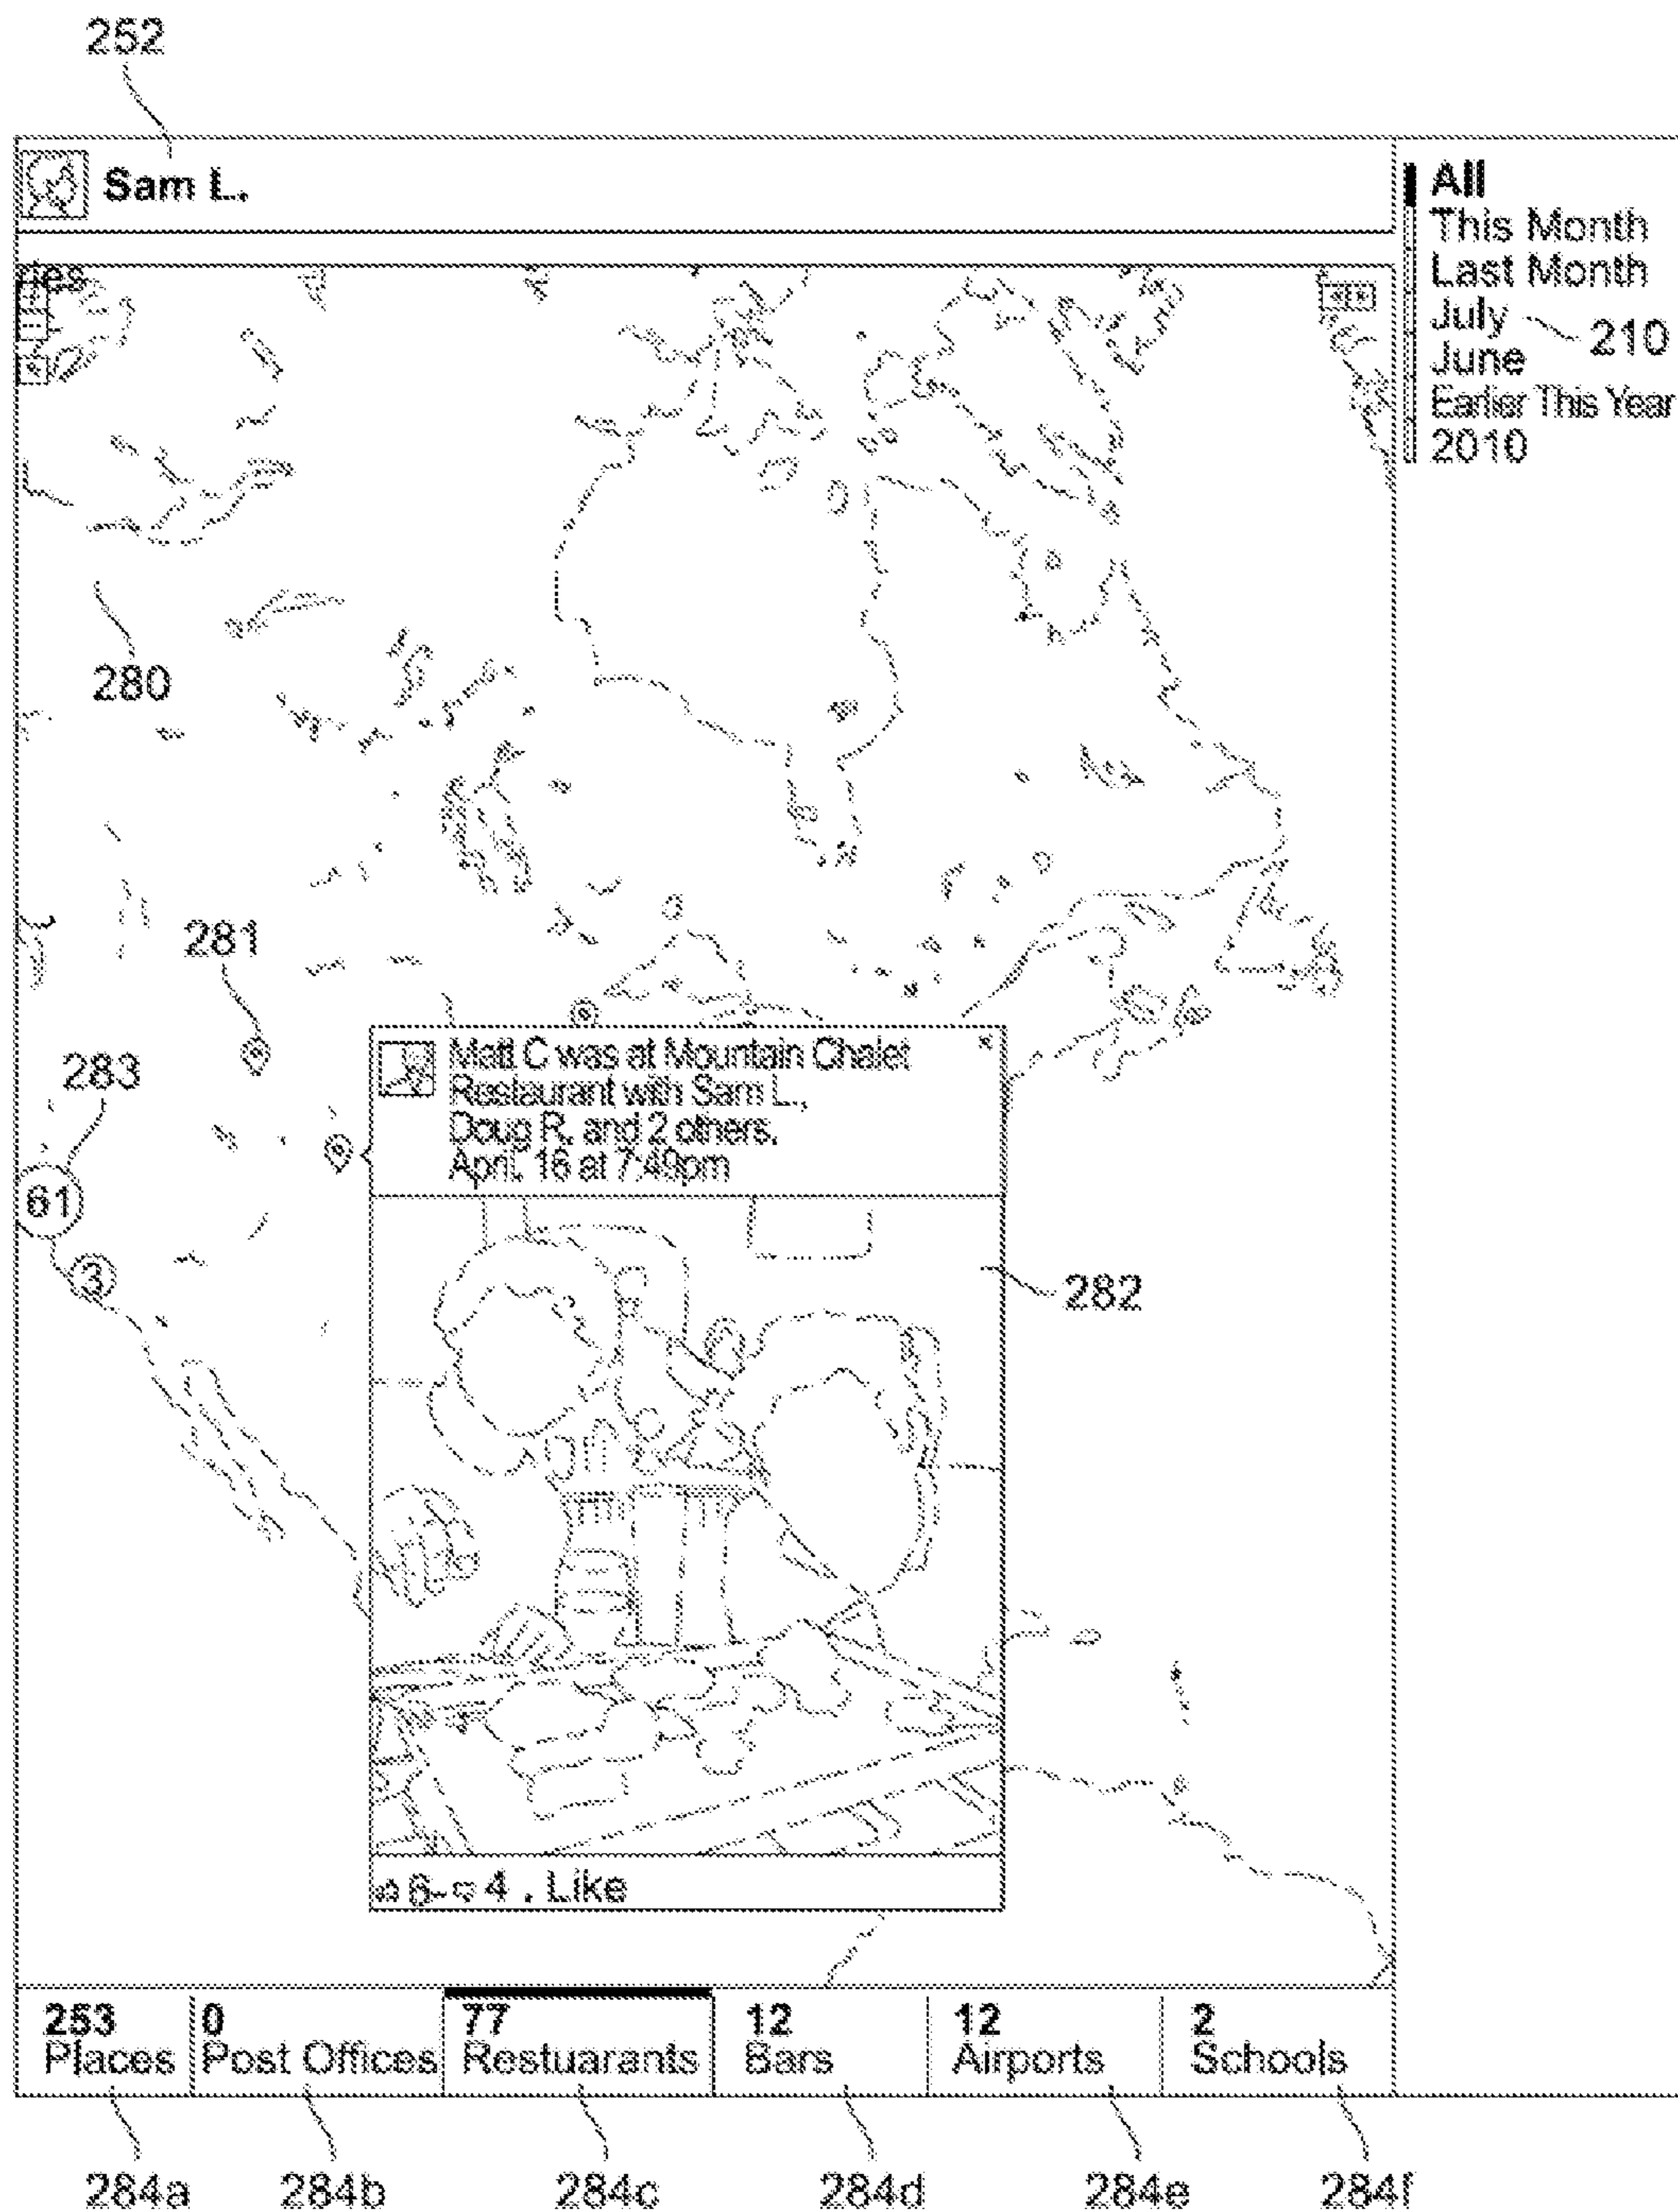 252
Sam L.
All
This Month
Last Month
July
210
June
Earlier This Year
2010
ries
280
281
283
61
3
Matt C was at Mountain Chalet
Restaurant with Sam L.,
Doug R. and 2 others.
April. 16 at 7:49pm
282
6 4 . Like
253
Places
0
Post Offices
77
Restuarants
12
Bars
12
Airports
2
Schools
284a
284b
284c
284d
284e
284f